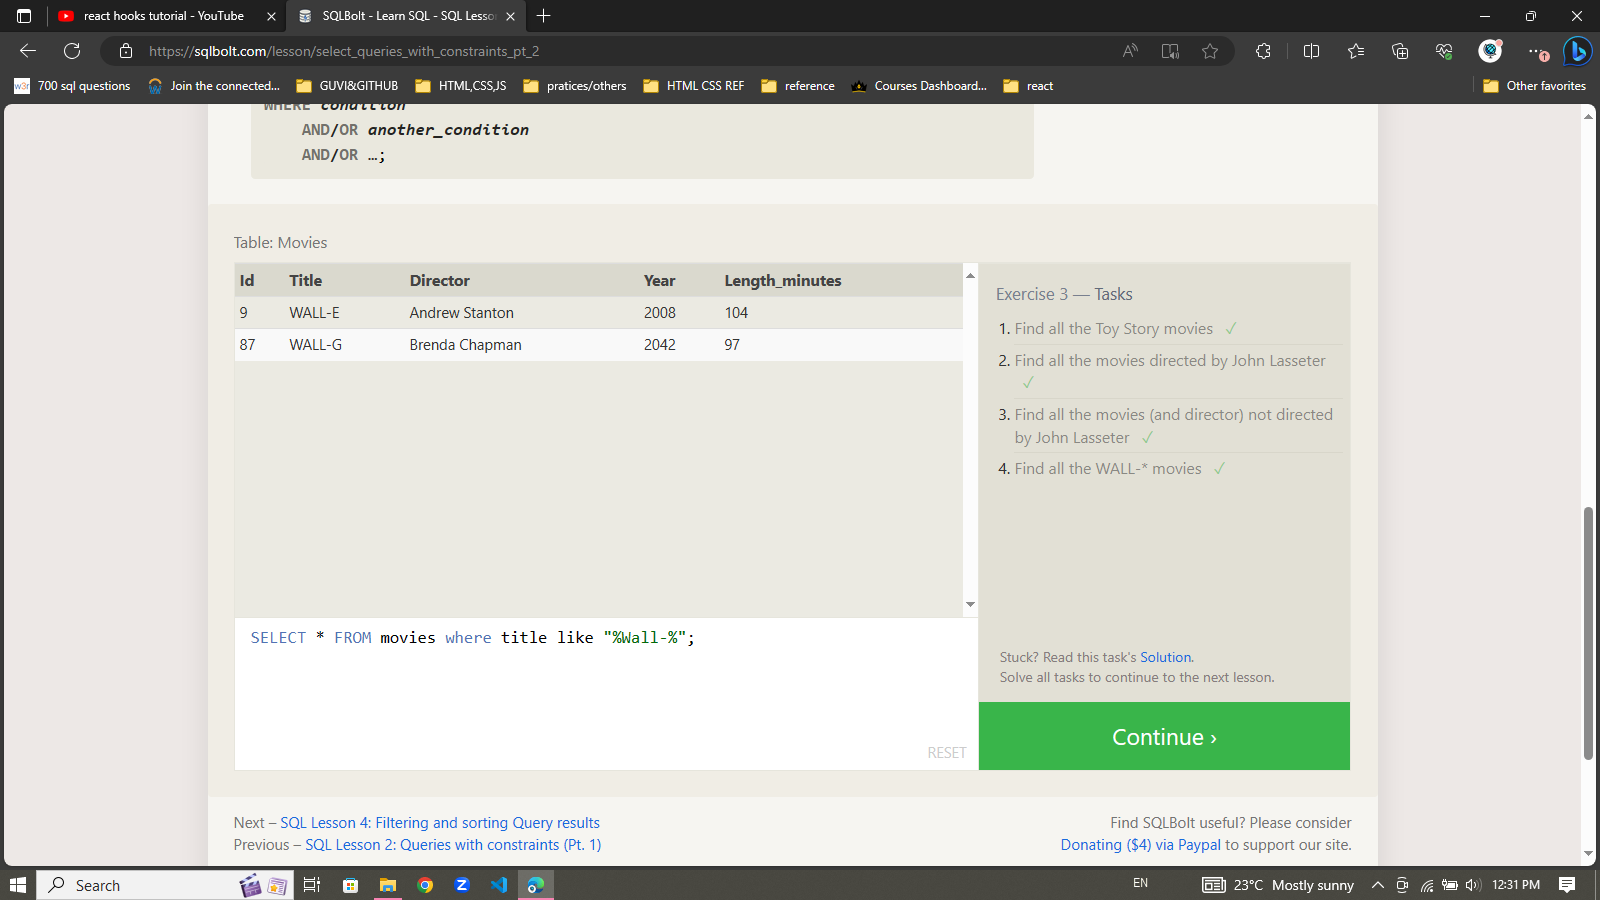 react hooks tutorial - YouTube
SQLBolt - Learn SQL - SQL Lesso
https://sqlbolt.com/lesson/select_queries_with_constraints_pt_2
A
1
w3r 700 sql questions
Join the connected...
GUVI&GITHUB
HTML,CSS,JS
pratices/others
HTML CSS REF
reference
Courses Dashboard...
react
Other favorites
WHERE condition
AND/OR another_condition
AND/OR …;
Table: Movies
Id Title Director Year Length_minutes
9 WALL-E Andrew Stanton 2008 104
87 WALL-G Brenda Chapman 2042 97
SELECT * FROM movies where title like "%Wall-%";
RESET
Exercise 3 — Tasks
1. Find all the Toy Story movies ✓
2. Find all the movies directed by John Lasseter
✓
3. Find all the movies (and director) not directed
by John Lasseter ✓
4. Find all the WALL-* movies ✓
Stuck? Read this task's Solution.
Solve all tasks to continue to the next lesson.
Continue ›
Next – SQL Lesson 4: Filtering and sorting Query results
Previous – SQL Lesson 2: Queries with constraints (Pt. 1)
Find SQLBolt useful? Please consider
Donating ($4) via Paypal to support our site.
Search
EN
23°C Mostly sunny
12:31 PM